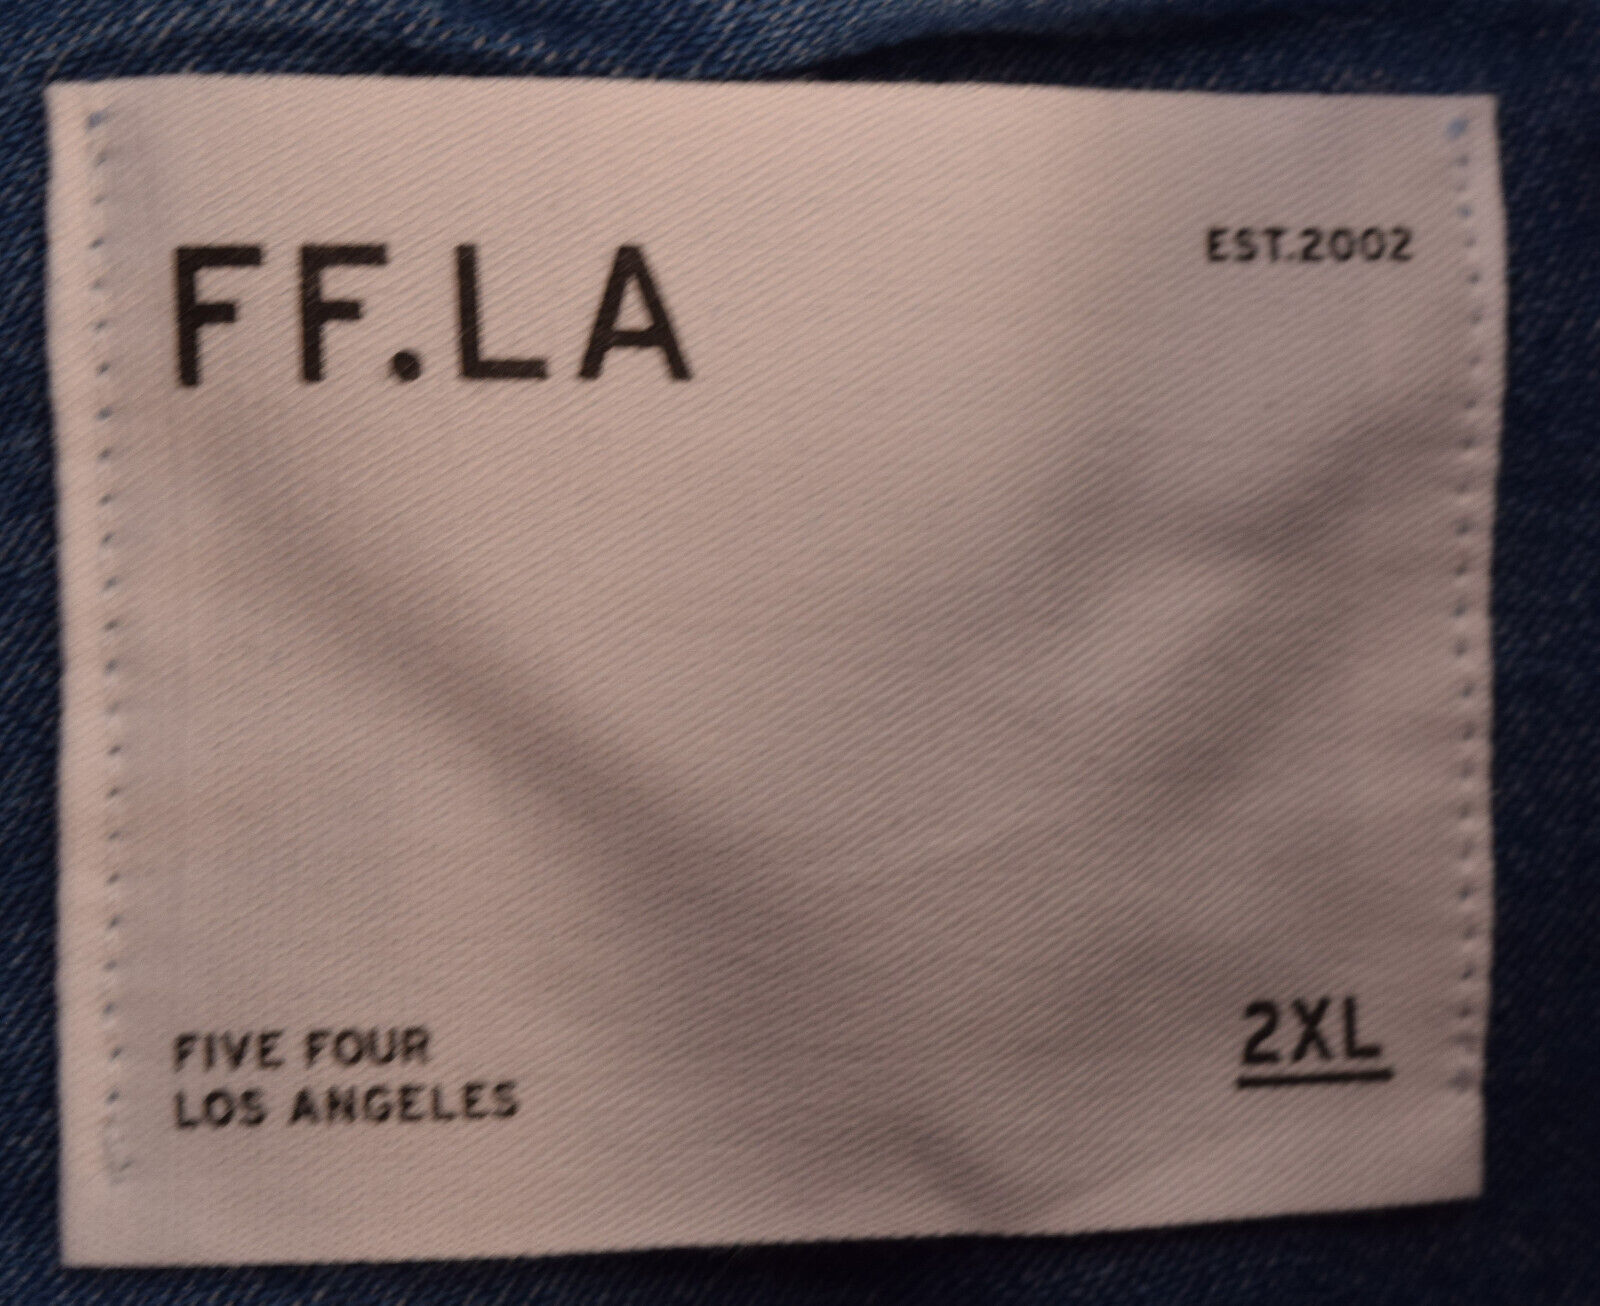 FF.LA
EST.2002
FIVE FOUR
LOS ANGELES
2XL